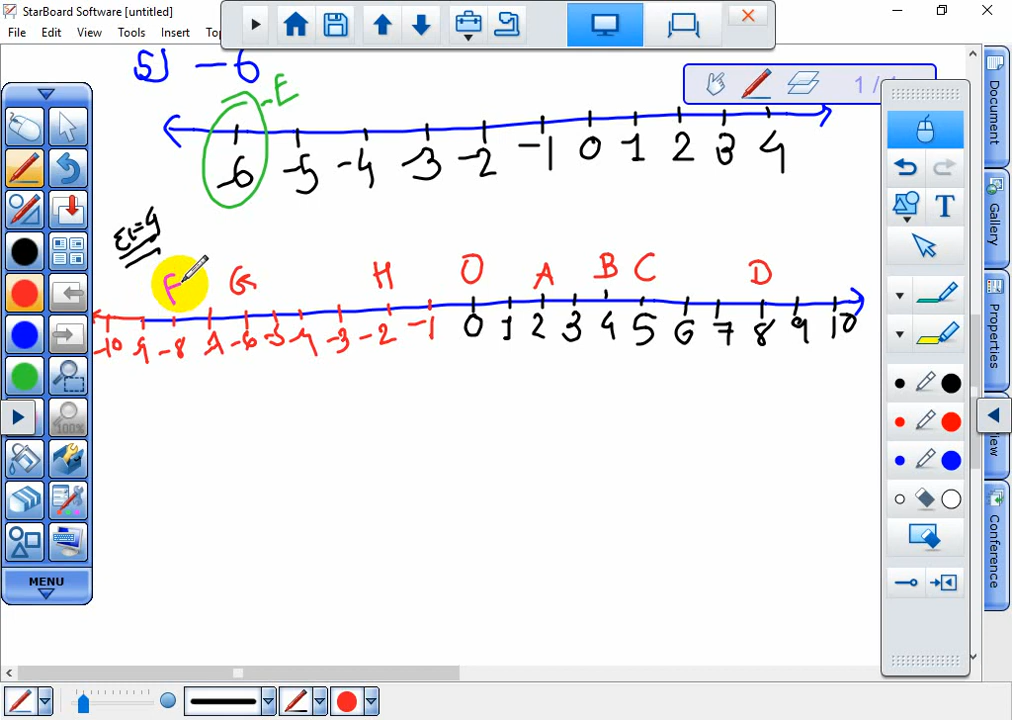 StarBoard Software [untitled]
File Edit View Tools Insert
1 /
5) -6
-E
-6 -5 -4 -3 -2 -1 0 1 2 3 4
F G H O A B C D
-10 -9 -8 -7 -6 -5 -4 -3 -2 -1 0 1 2 3 4 5 6 7 8 9 10
T
100%
MENU
Document
Gallery
Properties
Conference